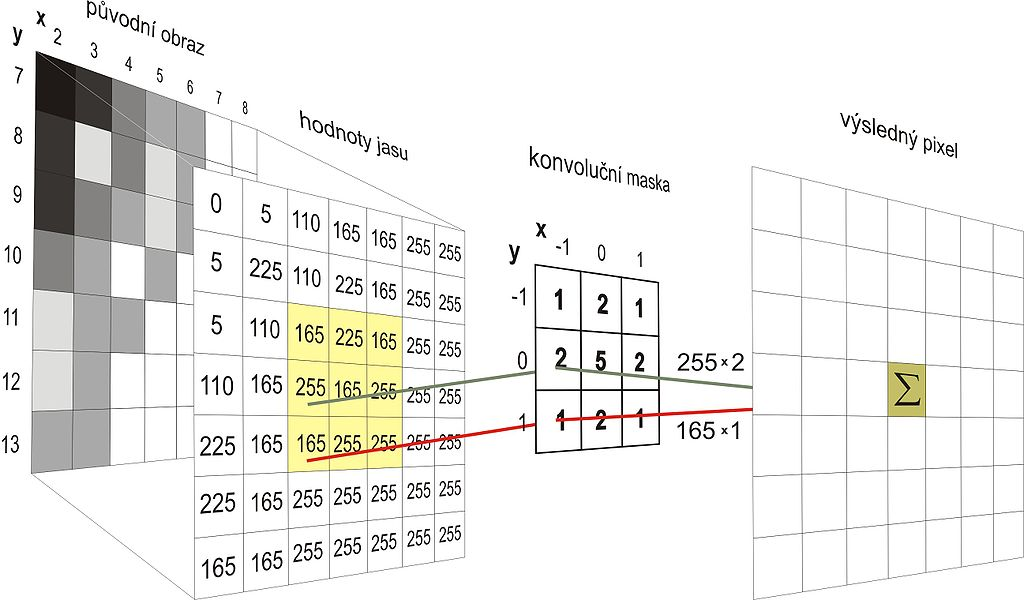 původní obraz
x
y
2 3 4 5 6 7 8
7
8
9
10
11
12
13
hodnoty jasu
0 5 110 165 165 255 255
5 225 110 225 165 255 255
5 110 165 225 165 255 255
110 165 255 165 255 255 255
225 165 165 255 255 255 255
225 165 255 255 255 255 255
165 165 255 255 255 255 255
konvoluční maska
x
y
-1 0 1
-1 1 2 1
0 2 5 2
1 1 2 1
255×2
165×1
výsledný pixel
Σ